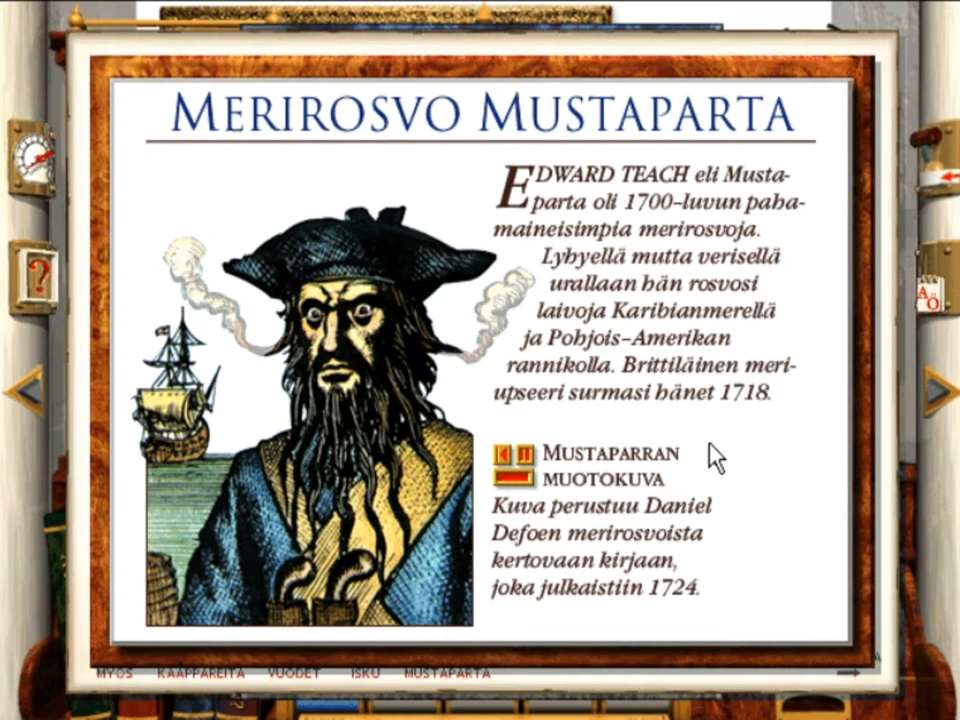 MERIROSVO MUSTAPARTA
EDWARD TEACH eli Musta-
parta oli 1700-luvun paha-
maineisimpia merirosvoja.
Lyhyellä mutta verisellä
urallaan hän rosvosi
laivoja Karibianmerellä
ja Pohjois-Amerikan
rannikolla. Brittiläinen meri-
upseeri surmasi hänet 1718.
MUSTAPARRAN
MUOTOKUVA
Kuva perustuu Daniel
Defoen merirosvoista
kertovaan kirjaan,
joka julkaistiin 1724.
?
A
Ö
MYÖS KAAPPAREITA VUODET ISKU MUSTAPARTA